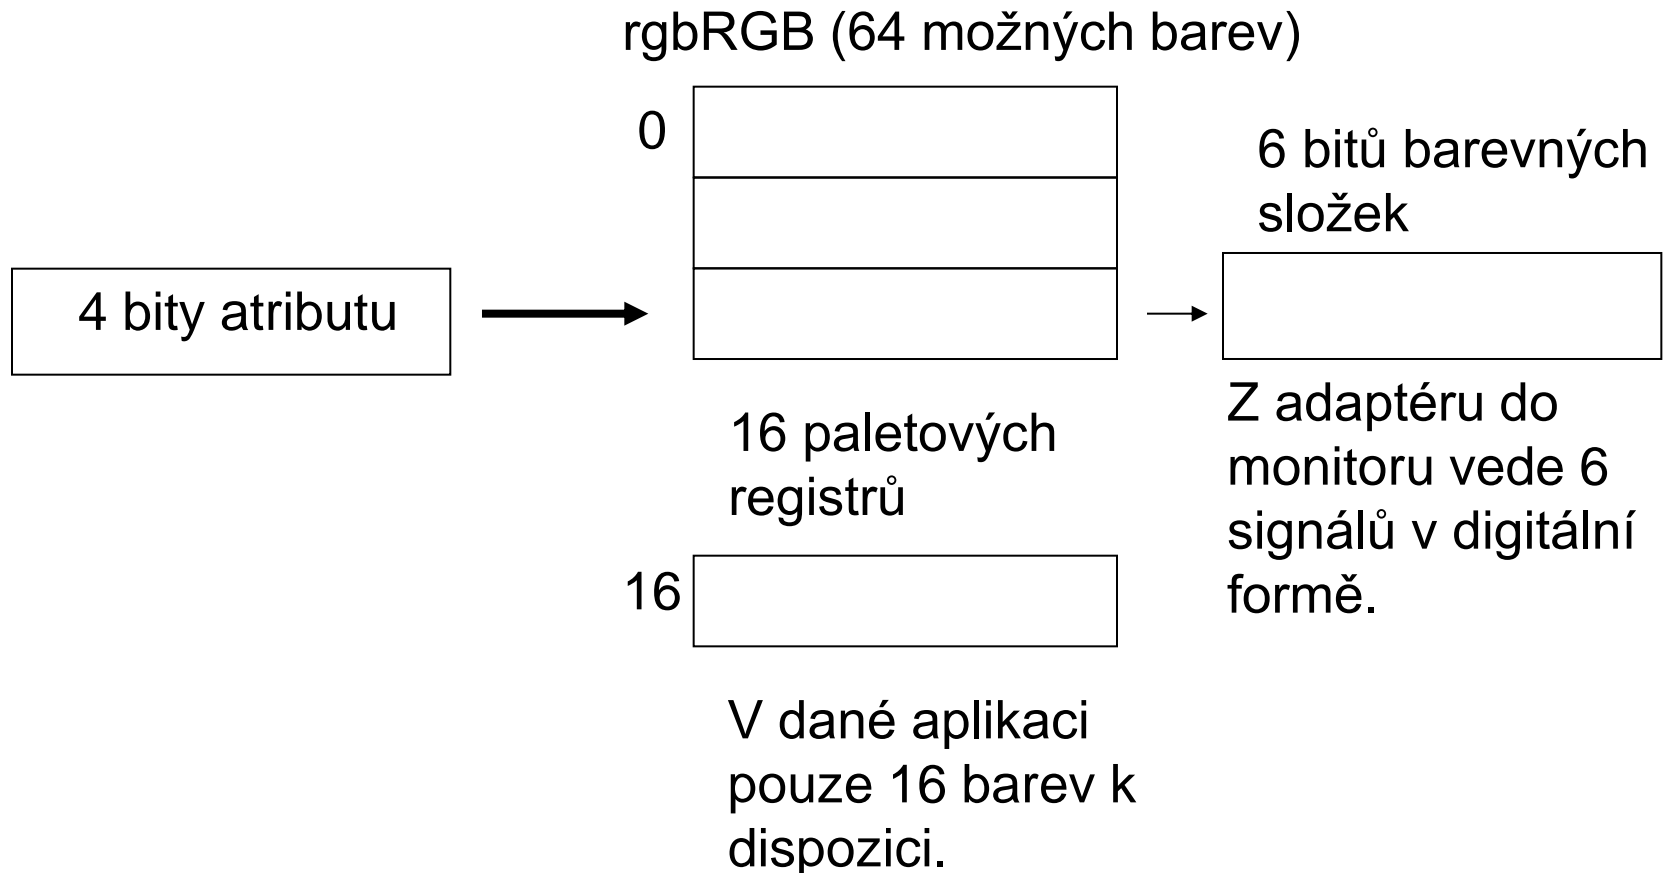 rgbRGB (64 možných barev)
0
6 bitů barevných
složek
4 bity atributu
Z adaptéru do
monitoru vede 6
signálů v digitální
formě.
16 paletových
registrů
16
V dané aplikaci
pouze 16 barev k
dispozici.